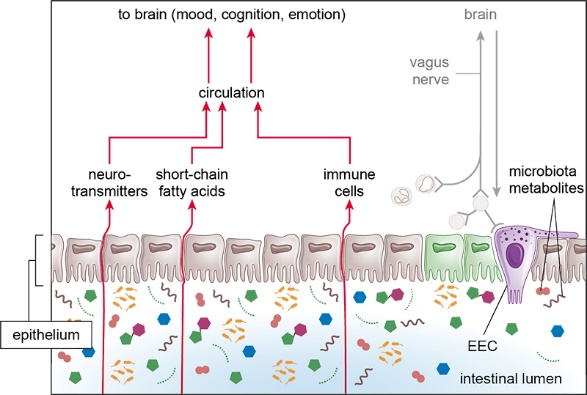 to brain (mood, cognition, emotion)
brain
vagus
nerve
circulation
neuro-
transmitters
short-chain
fatty acids
immune
cells
microbiota
metabolites
epithelium
EEC
intestinal lumen